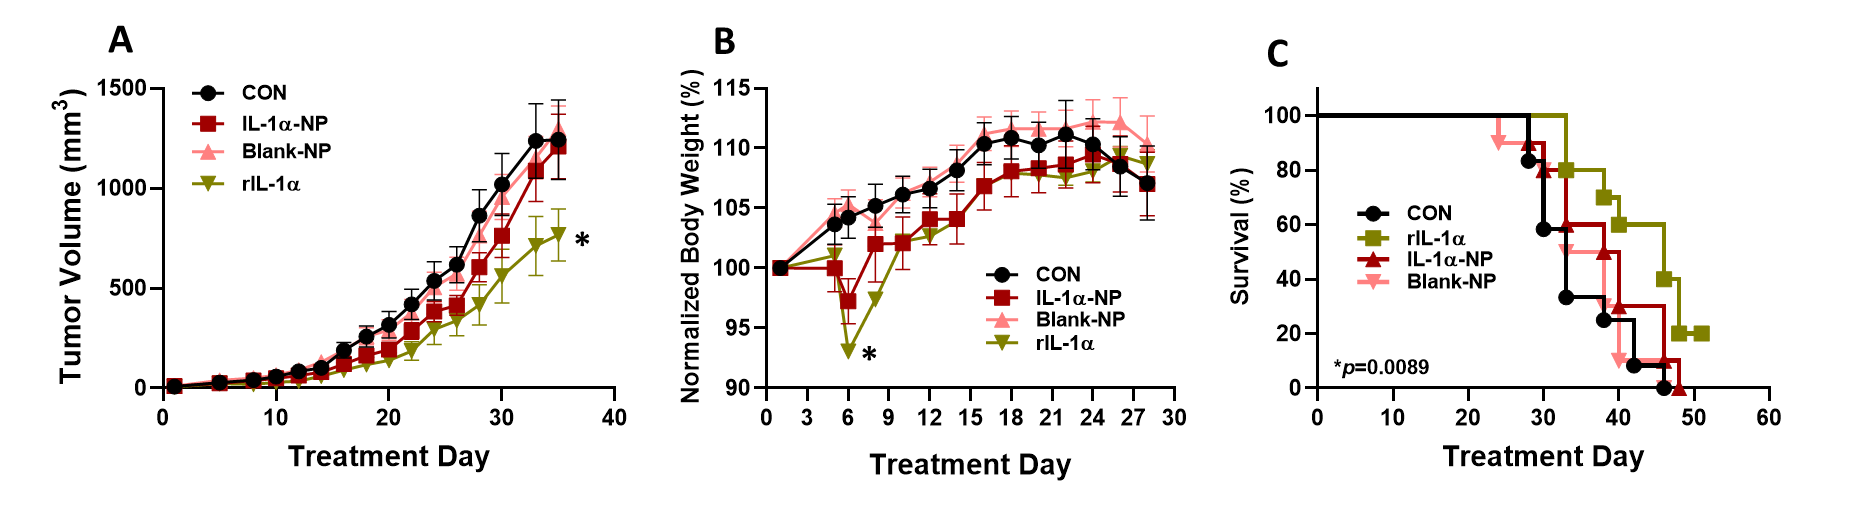 A
Tumor Volume (mm³)
1500
1000
500
0
CON
IL-1α-NP
Blank-NP
rIL-1α
*
0 10 20 30 40
Treatment Day
B
Normalized Body Weight (%)
115
110
105
100
95
90
CON
IL-1α-NP
Blank-NP
rIL-1α
*
0 3 6 9 12 15 18 21 24 27 30
Treatment Day
C
Survival (%)
100
80
60
40
20
0
CON
rIL-1α
IL-1α-NP
Blank-NP
*p=0.0089
0 10 20 30 40 50 60
Treatment Day